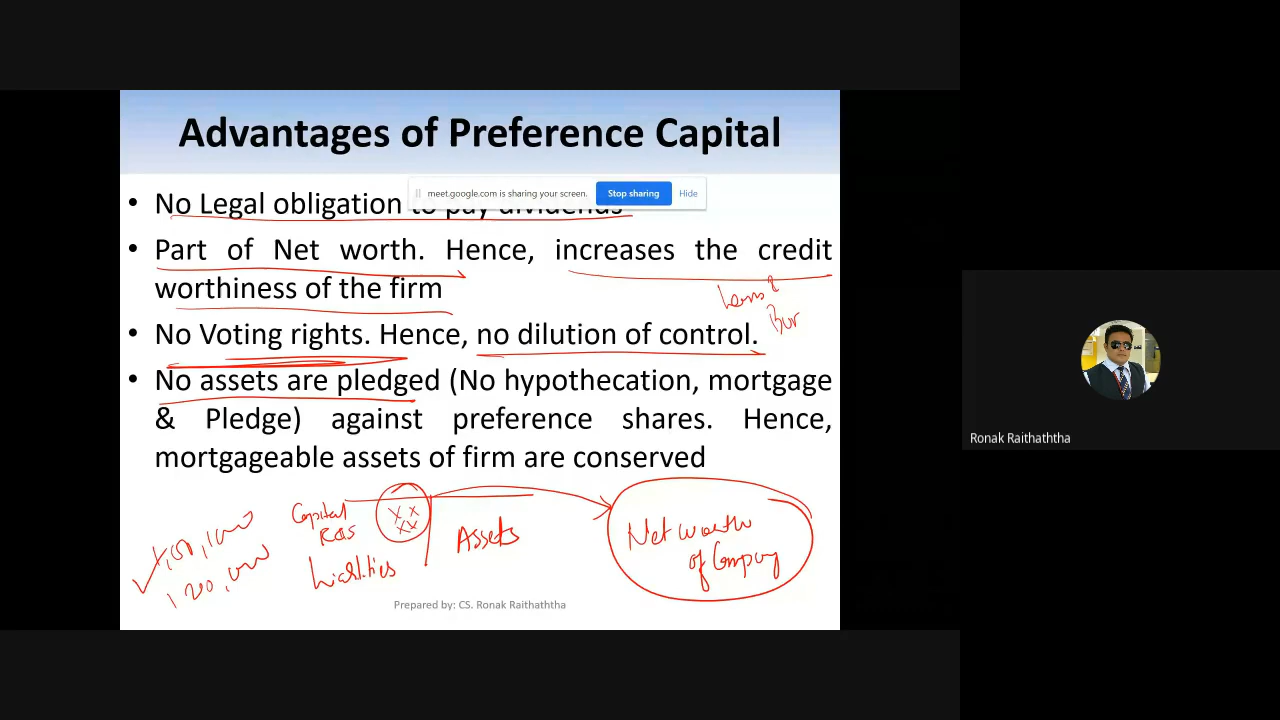 Advantages of Preference Capital
meet.google.com is sharing your screen. Stop sharing Hide
• No Legal obligation to pay dividends
• Part of Net worth. Hence, increases the credit
worthiness of the firm
• No Voting rights. Hence, no dilution of control.
• No assets are pledged (No hypothecation, mortgage
& Pledge) against preference shares. Hence,
mortgageable assets of firm are conserved
Capital
R&S
Liabilities
Assets
Net worth
of Company
Prepared by: CS. Ronak Raithaththa
Ronak Raithaththa